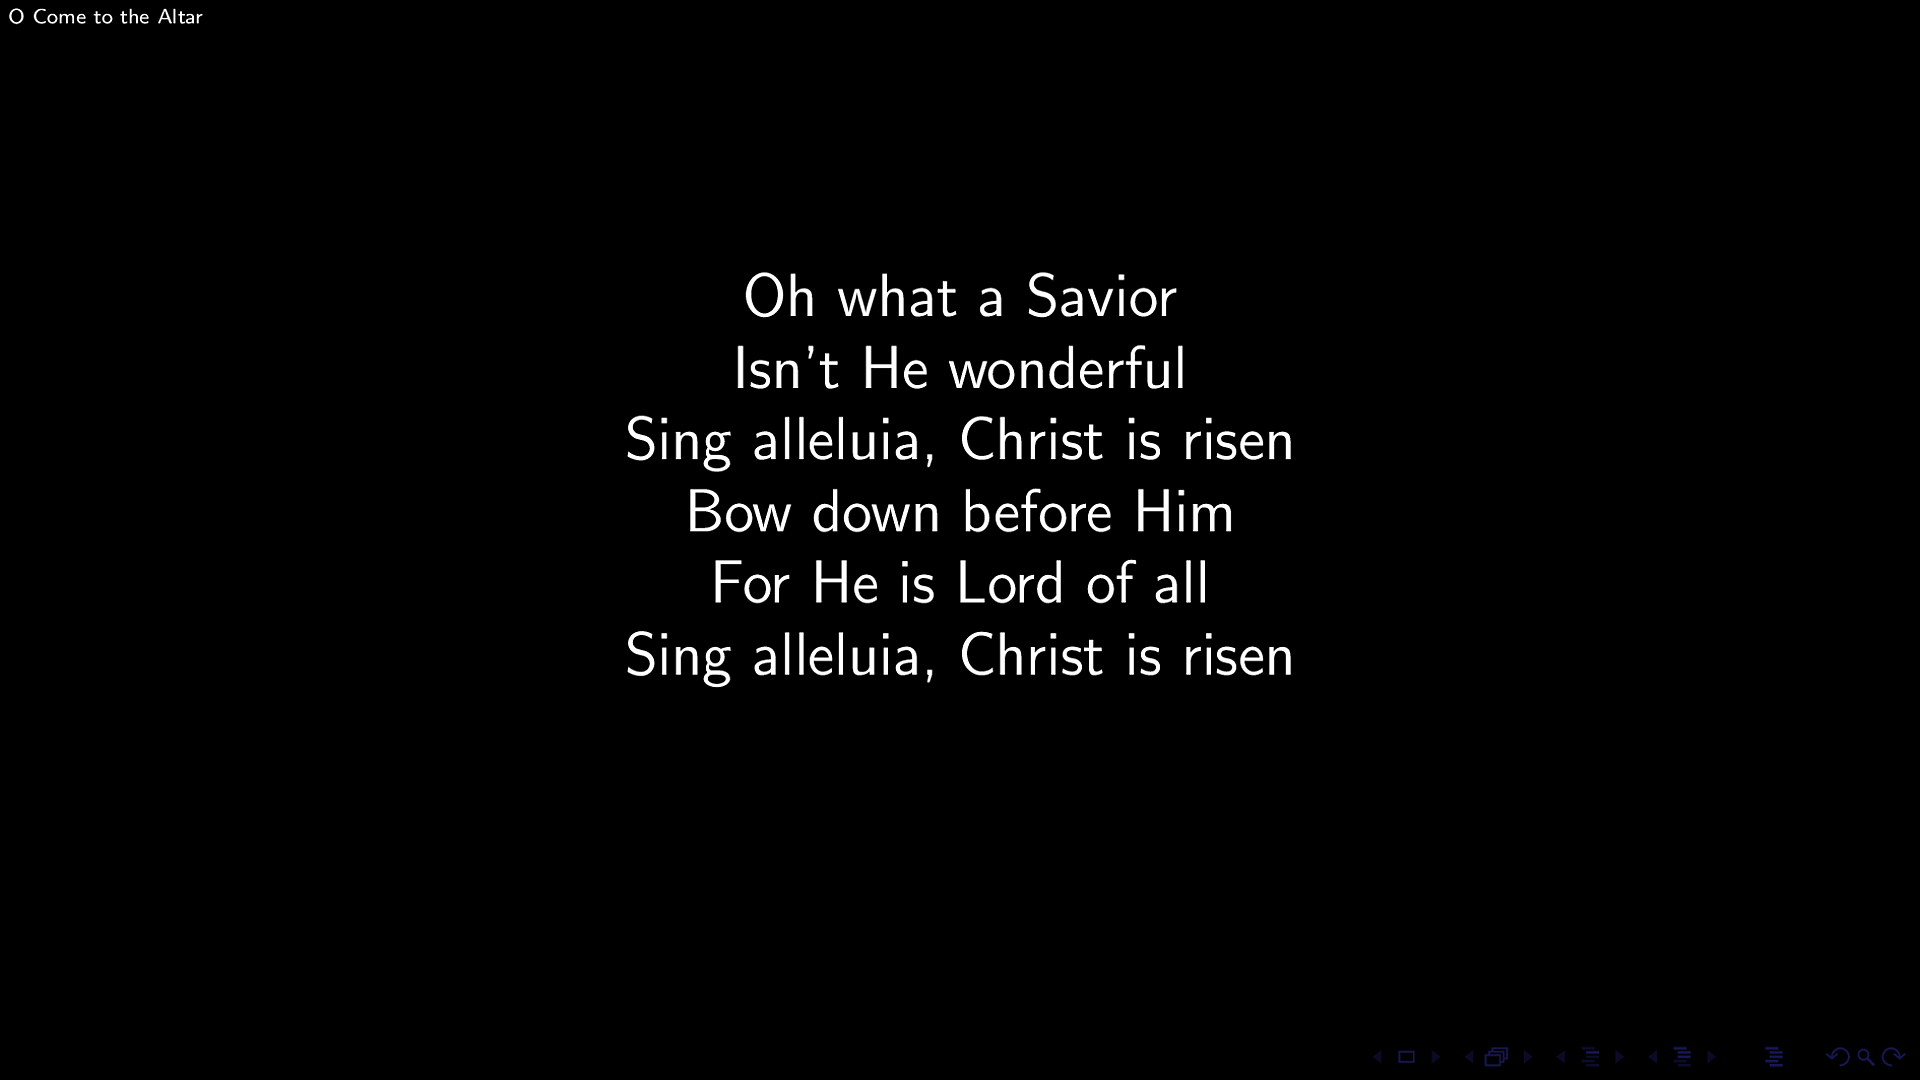 O Come to the Altar
Oh what a Savior
Isn't He wonderful
Sing alleluia, Christ is risen
Bow down before Him
For He is Lord of all
Sing alleluia, Christ is risen